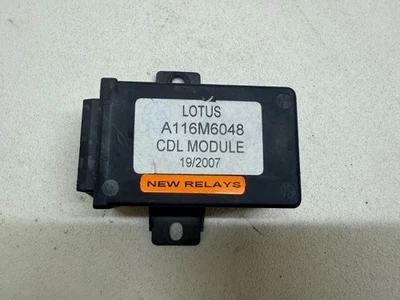 LOTUS
A116M6048
CDL MODULE
19/2007
NEW RELAYS